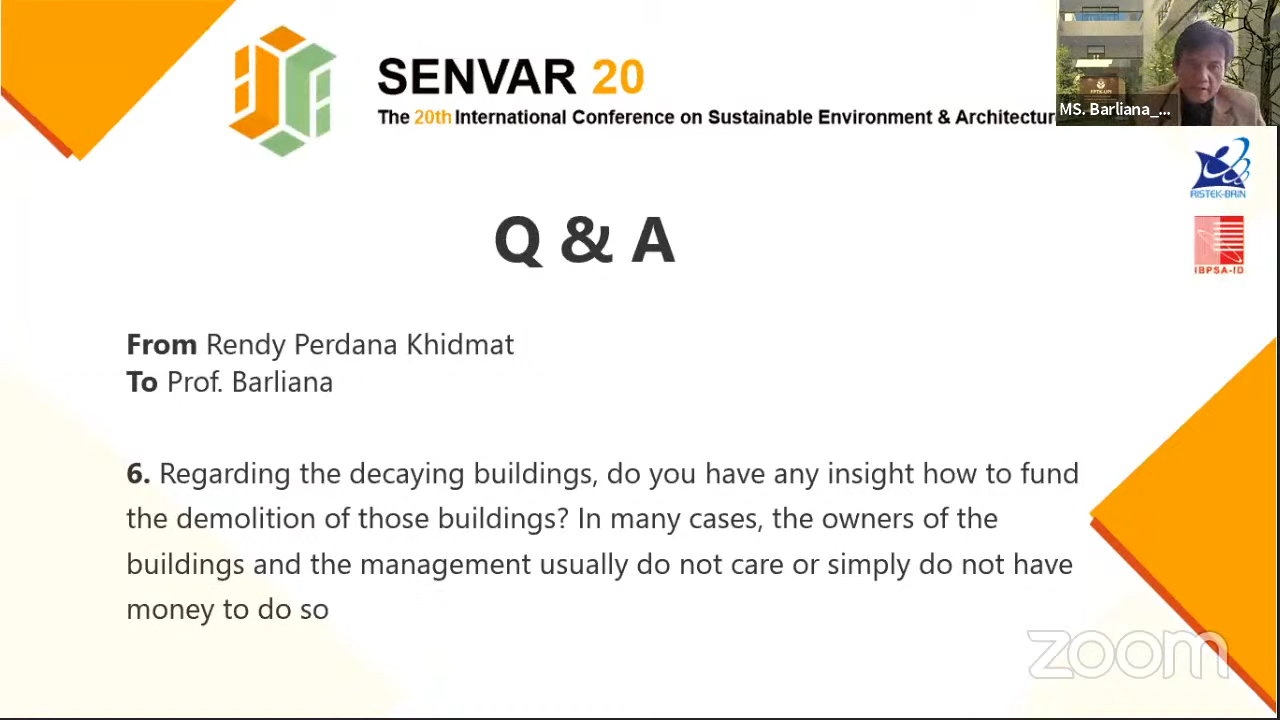 SENVAR 20
The 20th International Conference on Sustainable Environment & Architecture
MS. Barliana_...
RISTEK-BRIN
IBPSA-ID
Q & A
From Rendy Perdana Khidmat
To Prof. Barliana
6. Regarding the decaying buildings, do you have any insight how to fund
the demolition of those buildings? In many cases, the owners of the
buildings and the management usually do not care or simply do not have
money to do so
zoom